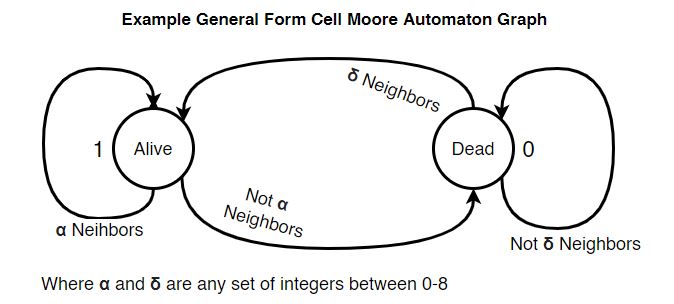 Example General Form Cell Moore Automaton Graph
δ Neighbors
1
Alive
Dead
0
Not α
Neighbors
α Neihbors
Not δ Neighbors
Where α and δ are any set of integers between 0-8